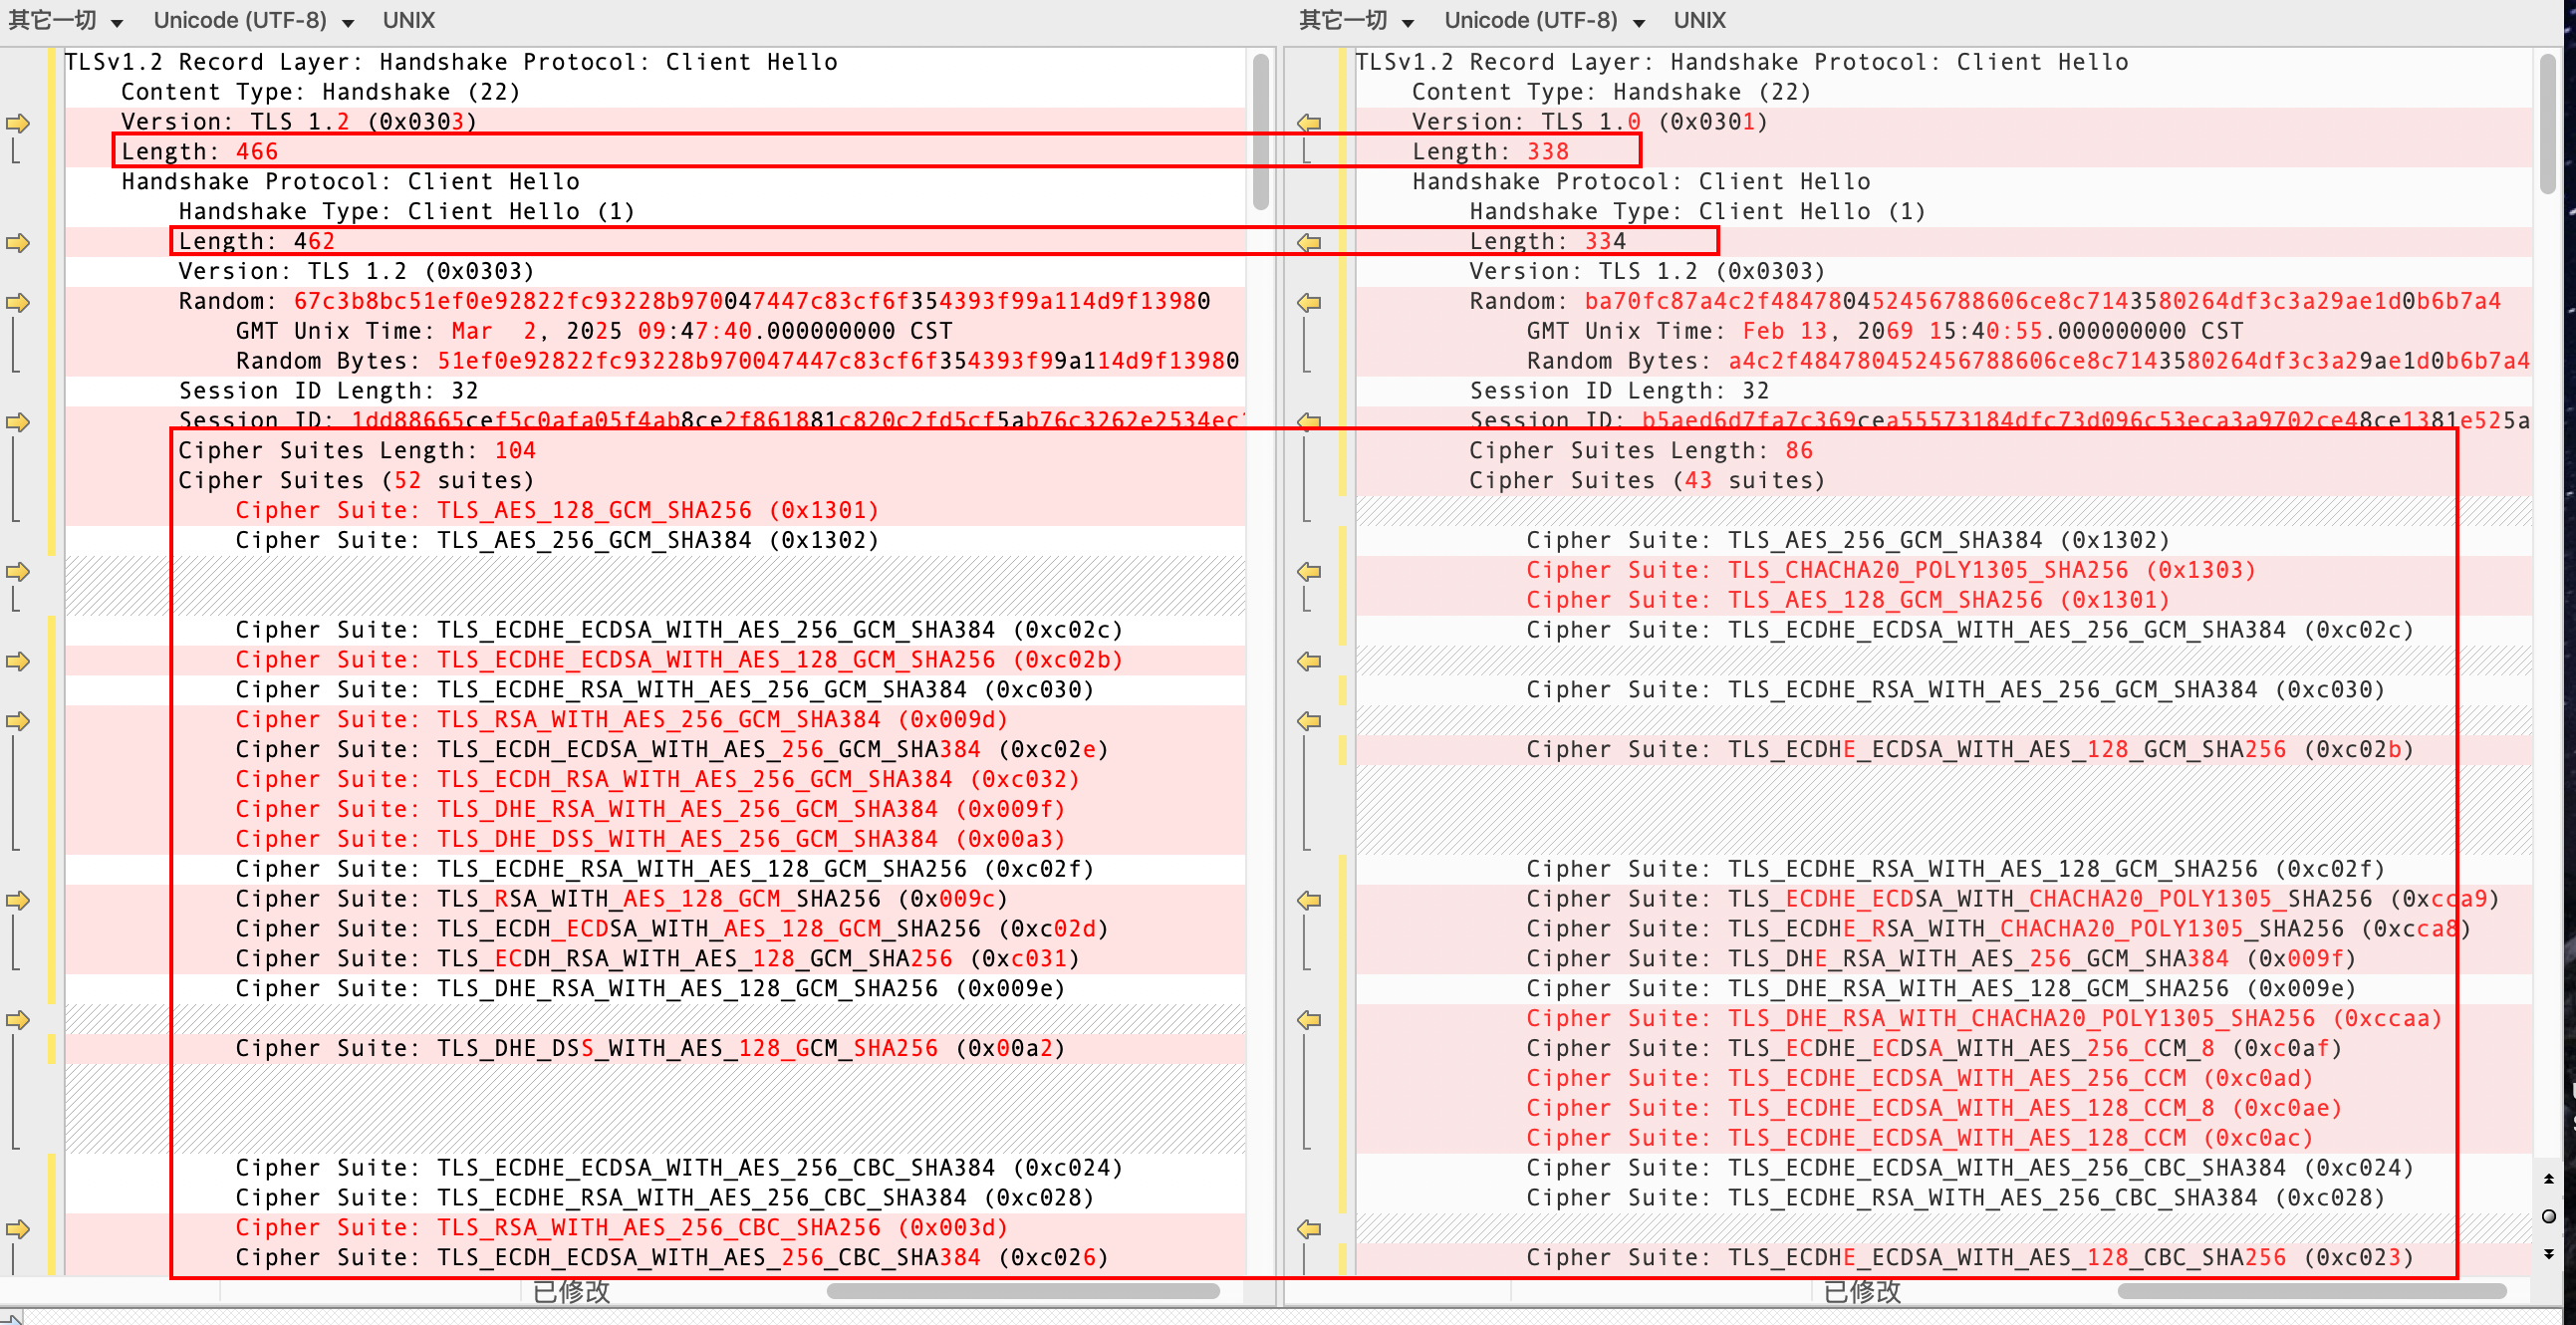 其它一切 Unicode (UTF-8) UNIX
TLSv1.2 Record Layer: Handshake Protocol: Client Hello
Content Type: Handshake (22)
Version: TLS 1.2 (0x0303)
Length: 466
Handshake Protocol: Client Hello
Handshake Type: Client Hello (1)
Length: 462
Version: TLS 1.2 (0x0303)
Random: 67c3b8bc51ef0e92822fc93228b970047447c83cf6f354393f99a114d9f13980
GMT Unix Time: Mar  2, 2025 09:47:40.000000000 CST
Random Bytes: 51ef0e92822fc93228b970047447c83cf6f354393f99a114d9f13980
Session ID Length: 32
Session ID: 1dd88665cef5c0afa05f4ab8ce2f861881c820c2fd5cf5ab76c3262e2534ec
Cipher Suites Length: 104
Cipher Suites (52 suites)
Cipher Suite: TLS_AES_128_GCM_SHA256 (0x1301)
Cipher Suite: TLS_AES_256_GCM_SHA384 (0x1302)
Cipher Suite: TLS_ECDHE_ECDSA_WITH_AES_256_GCM_SHA384 (0xc02c)
Cipher Suite: TLS_ECDHE_ECDSA_WITH_AES_128_GCM_SHA256 (0xc02b)
Cipher Suite: TLS_ECDHE_RSA_WITH_AES_256_GCM_SHA384 (0xc030)
Cipher Suite: TLS_RSA_WITH_AES_256_GCM_SHA384 (0x009d)
Cipher Suite: TLS_ECDH_ECDSA_WITH_AES_256_GCM_SHA384 (0xc02e)
Cipher Suite: TLS_ECDH_RSA_WITH_AES_256_GCM_SHA384 (0xc032)
Cipher Suite: TLS_DHE_RSA_WITH_AES_256_GCM_SHA384 (0x009f)
Cipher Suite: TLS_DHE_DSS_WITH_AES_256_GCM_SHA384 (0x00a3)
Cipher Suite: TLS_ECDHE_RSA_WITH_AES_128_GCM_SHA256 (0xc02f)
Cipher Suite: TLS_RSA_WITH_AES_128_GCM_SHA256 (0x009c)
Cipher Suite: TLS_ECDH_ECDSA_WITH_AES_128_GCM_SHA256 (0xc02d)
Cipher Suite: TLS_ECDH_RSA_WITH_AES_128_GCM_SHA256 (0xc031)
Cipher Suite: TLS_DHE_RSA_WITH_AES_128_GCM_SHA256 (0x009e)
Cipher Suite: TLS_DHE_DSS_WITH_AES_128_GCM_SHA256 (0x00a2)
Cipher Suite: TLS_ECDHE_ECDSA_WITH_AES_256_CBC_SHA384 (0xc024)
Cipher Suite: TLS_ECDHE_RSA_WITH_AES_256_CBC_SHA384 (0xc028)
Cipher Suite: TLS_RSA_WITH_AES_256_CBC_SHA256 (0x003d)
Cipher Suite: TLS_ECDH_ECDSA_WITH_AES_256_CBC_SHA384 (0xc026)
已修改
其它一切 Unicode (UTF-8) UNIX
TLSv1.2 Record Layer: Handshake Protocol: Client Hello
Content Type: Handshake (22)
Version: TLS 1.0 (0x0301)
Length: 338
Handshake Protocol: Client Hello
Handshake Type: Client Hello (1)
Length: 334
Version: TLS 1.2 (0x0303)
Random: ba70fc87a4c2f484780452456788606ce8c7143580264df3c3a29ae1d0b6b7a4
GMT Unix Time: Feb 13, 2069 15:40:55.000000000 CST
Random Bytes: a4c2f484780452456788606ce8c7143580264df3c3a29ae1d0b6b7a4
Session ID Length: 32
Session ID: b5aed6d7fa7c369cea55573184dfc73d096c53eca3a9702ce48ce1381e525a
Cipher Suites Length: 86
Cipher Suites (43 suites)
Cipher Suite: TLS_AES_256_GCM_SHA384 (0x1302)
Cipher Suite: TLS_CHACHA20_POLY1305_SHA256 (0x1303)
Cipher Suite: TLS_AES_128_GCM_SHA256 (0x1301)
Cipher Suite: TLS_ECDHE_ECDSA_WITH_AES_256_GCM_SHA384 (0xc02c)
Cipher Suite: TLS_ECDHE_RSA_WITH_AES_256_GCM_SHA384 (0xc030)
Cipher Suite: TLS_ECDHE_ECDSA_WITH_AES_128_GCM_SHA256 (0xc02b)
Cipher Suite: TLS_ECDHE_RSA_WITH_AES_128_GCM_SHA256 (0xc02f)
Cipher Suite: TLS_ECDHE_ECDSA_WITH_CHACHA20_POLY1305_SHA256 (0xcca9)
Cipher Suite: TLS_ECDHE_RSA_WITH_CHACHA20_POLY1305_SHA256 (0xcca8)
Cipher Suite: TLS_DHE_RSA_WITH_AES_256_GCM_SHA384 (0x009f)
Cipher Suite: TLS_DHE_RSA_WITH_AES_128_GCM_SHA256 (0x009e)
Cipher Suite: TLS_DHE_RSA_WITH_CHACHA20_POLY1305_SHA256 (0xccaa)
Cipher Suite: TLS_ECDHE_ECDSA_WITH_AES_256_CCM_8 (0xc0af)
Cipher Suite: TLS_ECDHE_ECDSA_WITH_AES_256_CCM (0xc0ad)
Cipher Suite: TLS_ECDHE_ECDSA_WITH_AES_128_CCM_8 (0xc0ae)
Cipher Suite: TLS_ECDHE_ECDSA_WITH_AES_128_CCM (0xc0ac)
Cipher Suite: TLS_ECDHE_ECDSA_WITH_AES_256_CBC_SHA384 (0xc024)
Cipher Suite: TLS_ECDHE_RSA_WITH_AES_256_CBC_SHA384 (0xc028)
Cipher Suite: TLS_ECDHE_ECDSA_WITH_AES_128_CBC_SHA256 (0xc023)
已修改